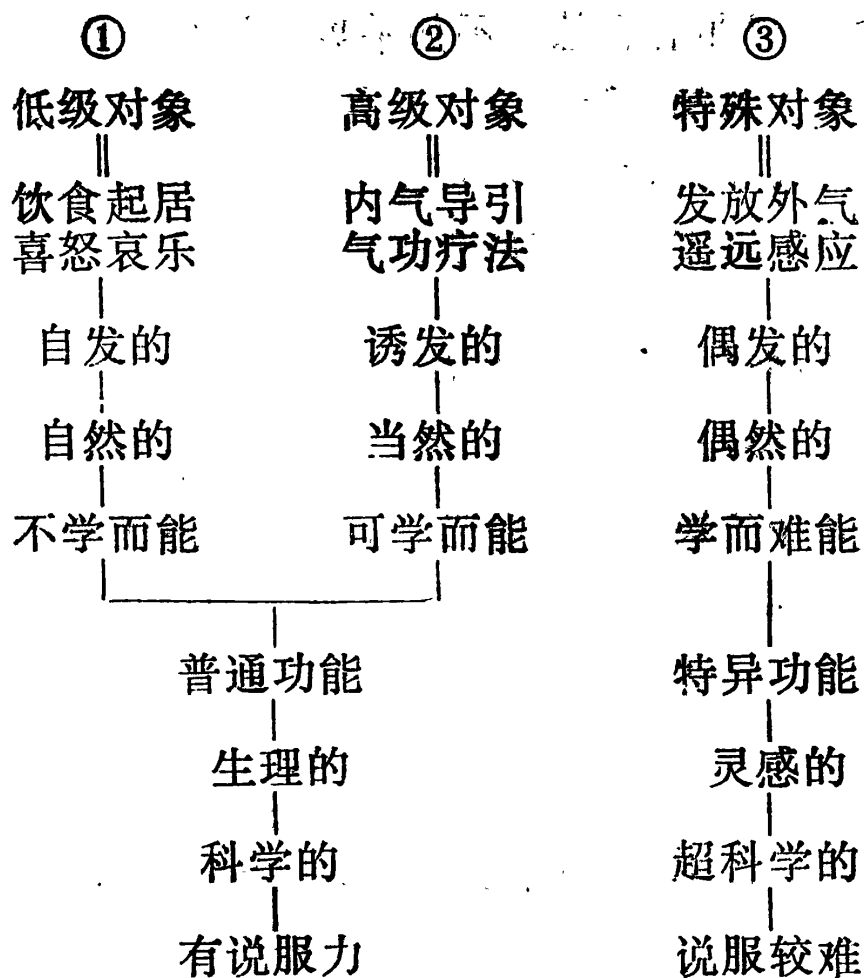 ① ② ③
低级对象 高级对象 特殊对象
饮食起居 内气导引 发放外气
喜怒哀乐 气功疗法 遥远感应
自发的 诱发的 偶发的
自然的 当然的 偶然的
不学而能 可学而能 学而难能
普通功能 特异功能
生理的 灵感的
科学的 超科学的
有说服力 说服较难